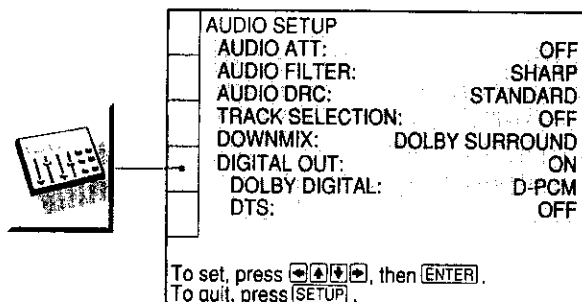 AUDIO SETUP
AUDIO ATT: OFF
AUDIO FILTER: SHARP
AUDIO DRC: STANDARD
TRACK SELECTION: OFF
DOWNMIX: DOLBY SURROUND
DIGITAL OUT: ON
DOLBY DIGITAL: D-PCM
DTS: OFF
To set, press ←↑↓→, then ENTER.
To quit, press SETUP.